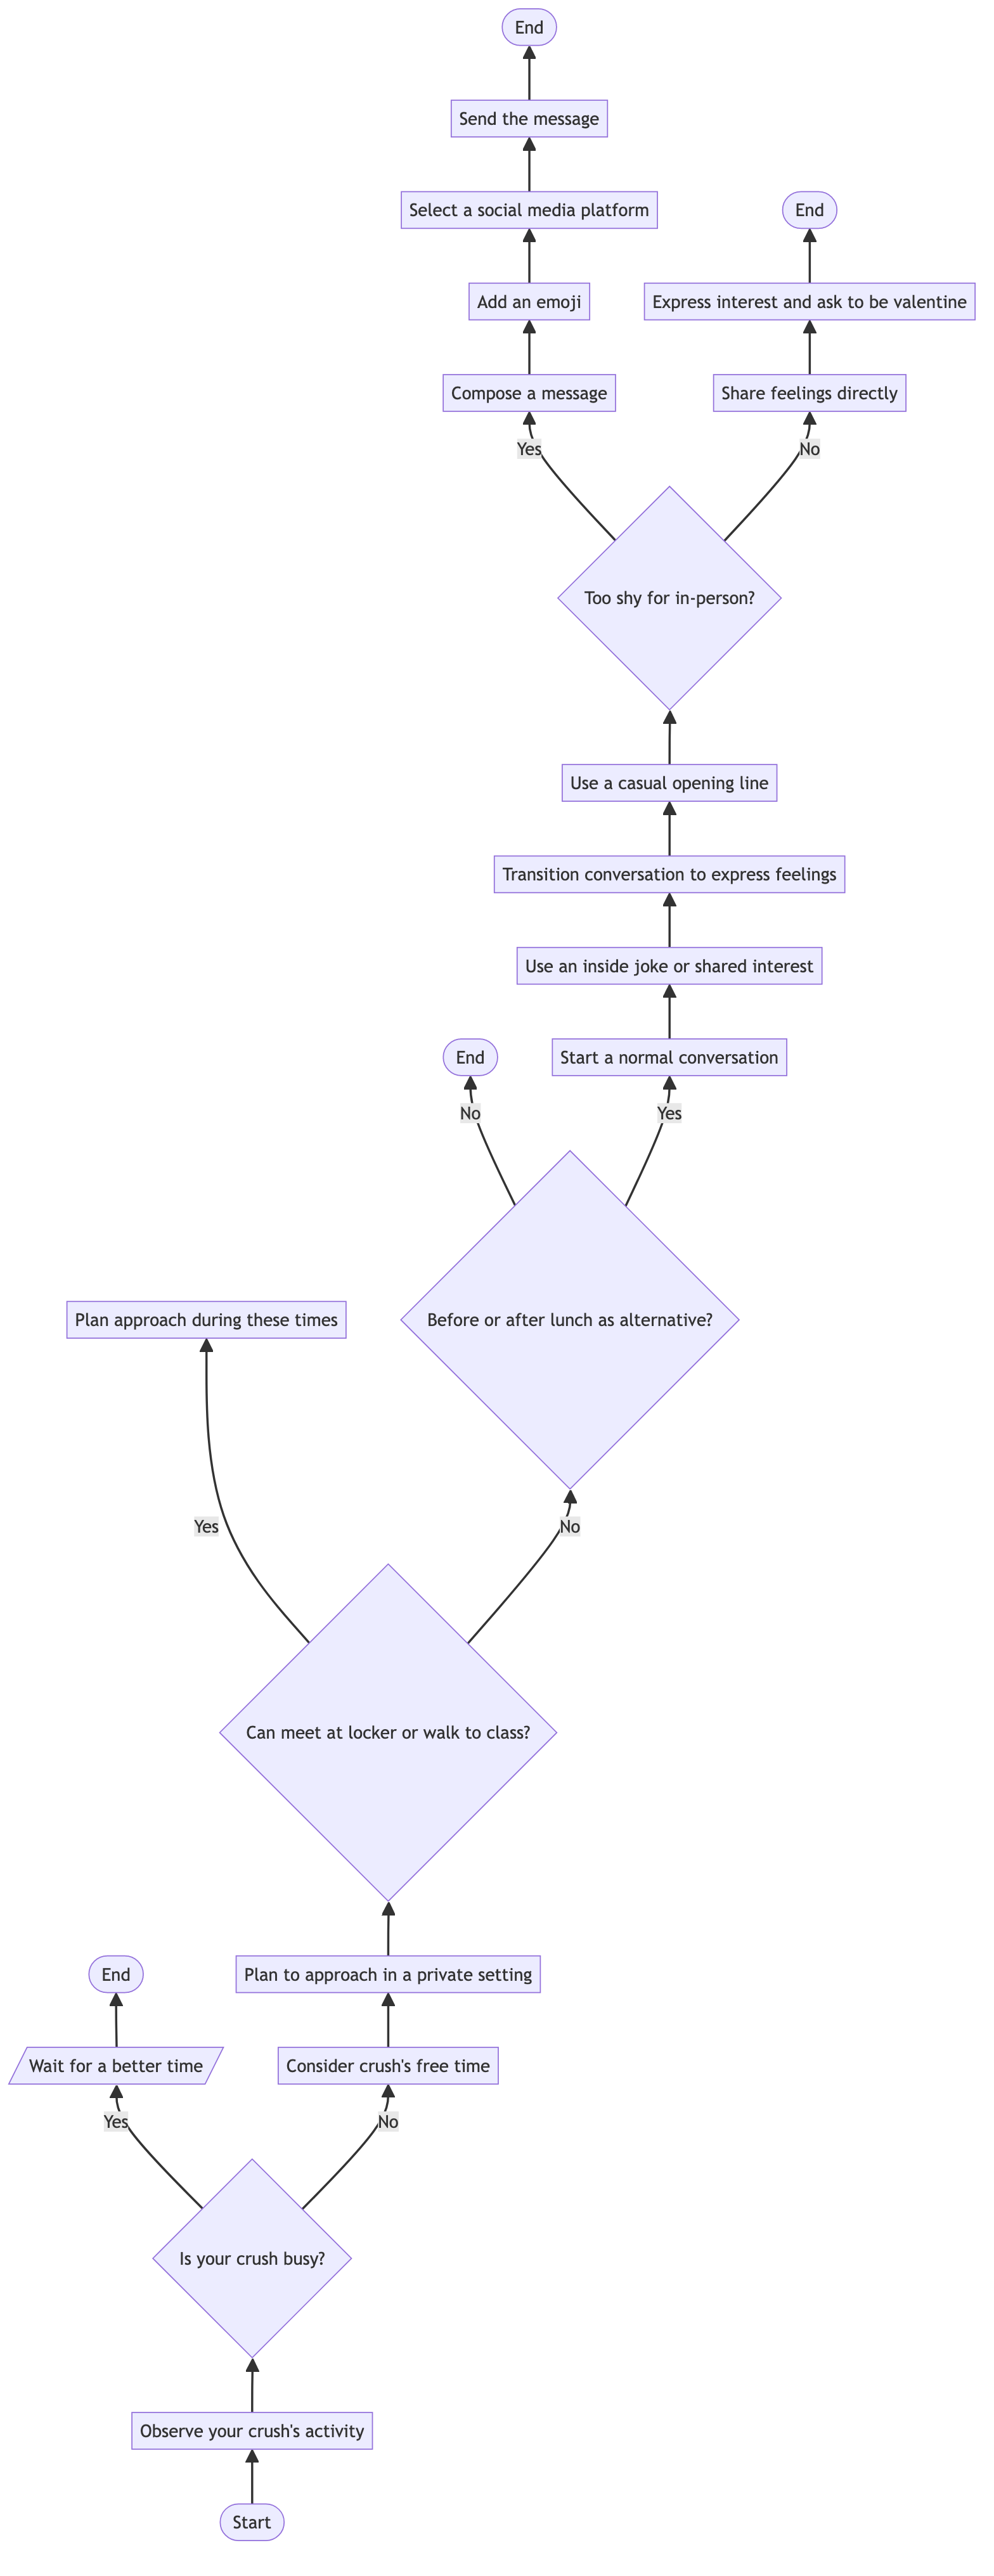 End
Send the message
Select a social media platform
End
Add an emoji
Express interest and ask to be valentine
Compose a message
Share feelings directly
Yes
No
Too shy for in-person?
Use a casual opening line
Transition conversation to express feelings
Use an inside joke or shared interest
End
Start a normal conversation
No
Yes
Plan approach during these times
Before or after lunch as alternative?
Yes
No
Can meet at locker or walk to class?
End
Plan to approach in a private setting
Wait for a better time
Consider crush's free time
Yes
No
Is your crush busy?
Observe your crush's activity
Start